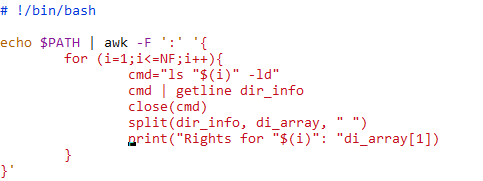 # !/bin/bash
echo $PATH | awk -F ':' '{
for (i=1;i<=NF;i++){
cmd="ls "$(i)" -ld"
cmd | getline dir_info
close(cmd)
split(dir_info, di_array, " ")
print("Rights for "$(i)": "di_array[1])
}
}'